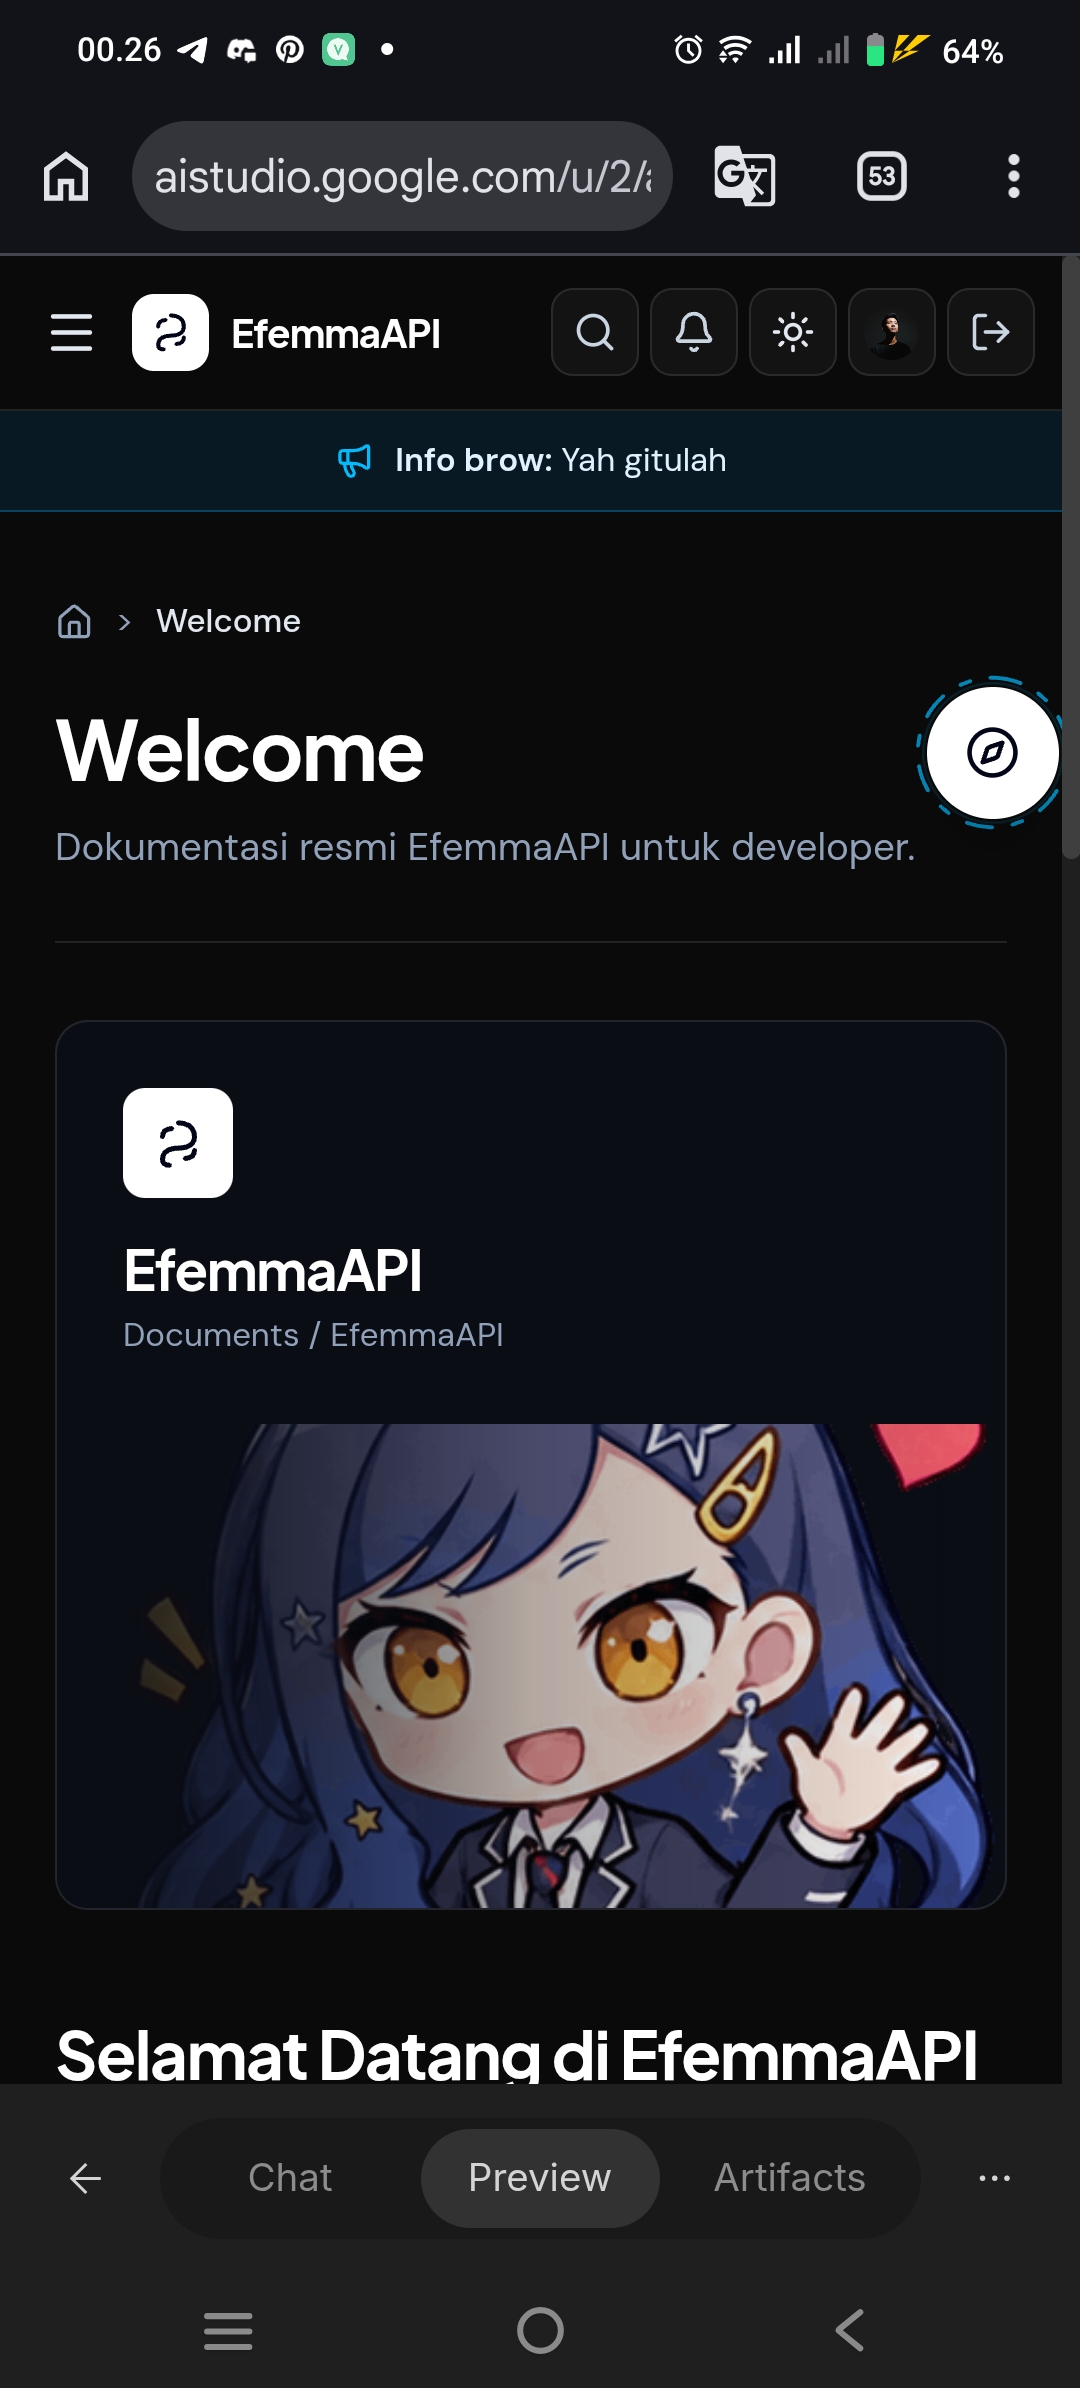 00.26
64%
aistudio.google.com/u/2/
53
EfemmaAPI
Info brow: Yah gitulah
Welcome
Welcome
Dokumentasi resmi EfemmaAPI untuk developer.
EfemmaAPI
Documents / EfemmaAPI
Selamat Datang di EfemmaAPI
Chat
Preview
Artifacts